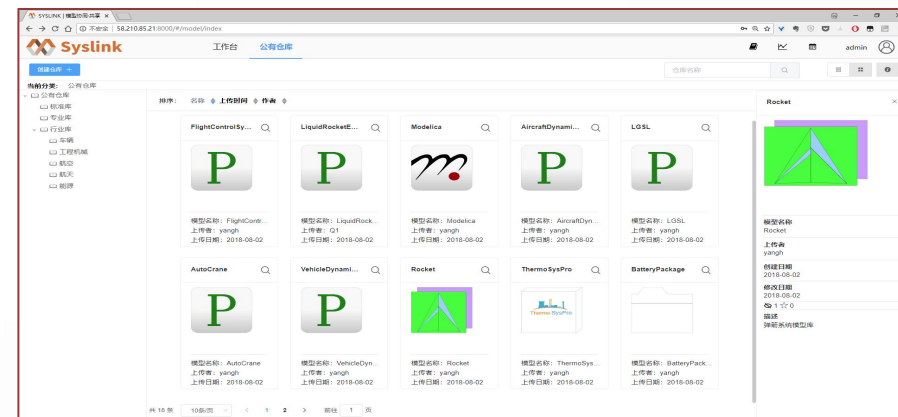 SYSLINK | 模型协同共享 ×
不安全 | 58.210.85.21:8000/#/model/index
Syslink
工作台 公有仓库
admin
创建仓库 +
仓库名称
当前分类: 公有仓库
公有仓库
标准库
专业库
行业库
车辆
工程机械
航空
航天
能源
排序: 名称 上传时间 作者
FlightControlSy... LiquidRocketE... Modelica AircraftDynami... LGSL
P P P P
模型名称: FlightContr... 模型名称: LiquidRock... 模型名称: Modelica 模型名称: AircraftDyn... 模型名称: LGSL
上传者: yangh 上传者: Q1 上传者: yangh 上传者: yangh 上传者: yangh
上传日期: 2018-08-02 上传日期: 2018-08-02 上传日期: 2018-08-02 上传日期: 2018-08-02 上传日期: 2018-08-02
AutoCrane VehicleDynami... Rocket ThermoSysPro BatteryPackage
P P
Thermo SysPro
模型名称: AutoCrane 模型名称: VehicleDyn... 模型名称: Rocket 模型名称: ThermoSys... 模型名称: BatteryPack...
上传者: yangh 上传者: yangh 上传者: yangh 上传者: yangh 上传者: yangh
上传日期: 2018-08-02 上传日期: 2018-08-02 上传日期: 2018-08-02 上传日期: 2018-08-02 上传日期: 2018-08-02
共 18 条 10条/页 < 1 2 > 前往 1 页
Rocket ×
模型名称
Rocket
上传者
yangh
创建日期
2018-08-02
修改日期
2018-08-02
1 ☆ 0
描述
弹箭系统模型库